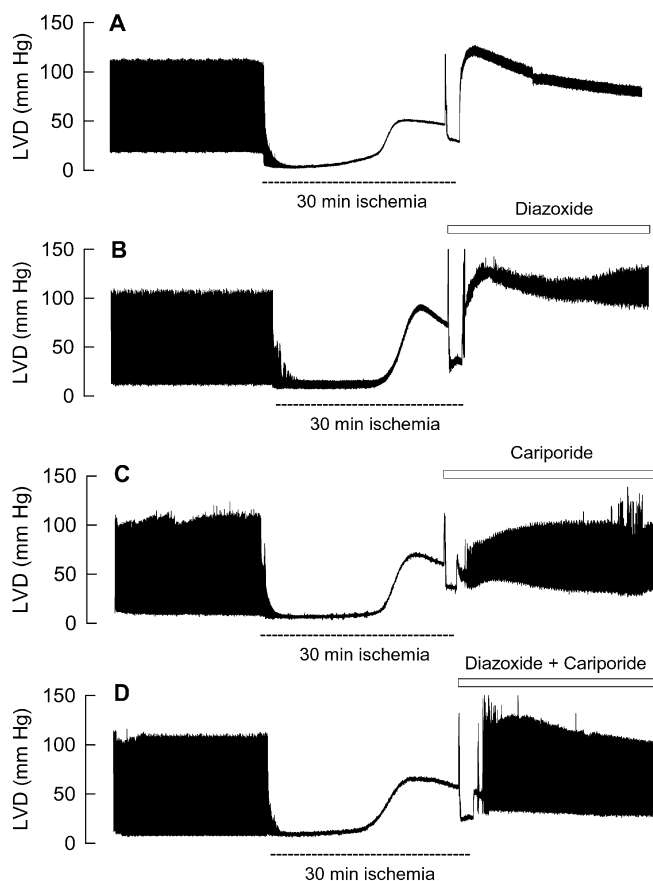 A
150
100
50
0
LVD (mm Hg)
30 min ischemia
Diazoxide
B
150
100
50
0
LVD (mm Hg)
30 min ischemia
Cariporide
C
150
100
50
0
LVD (mm Hg)
30 min ischemia
Diazoxide + Cariporide
D
150
100
50
0
LVD (mm Hg)
30 min ischemia